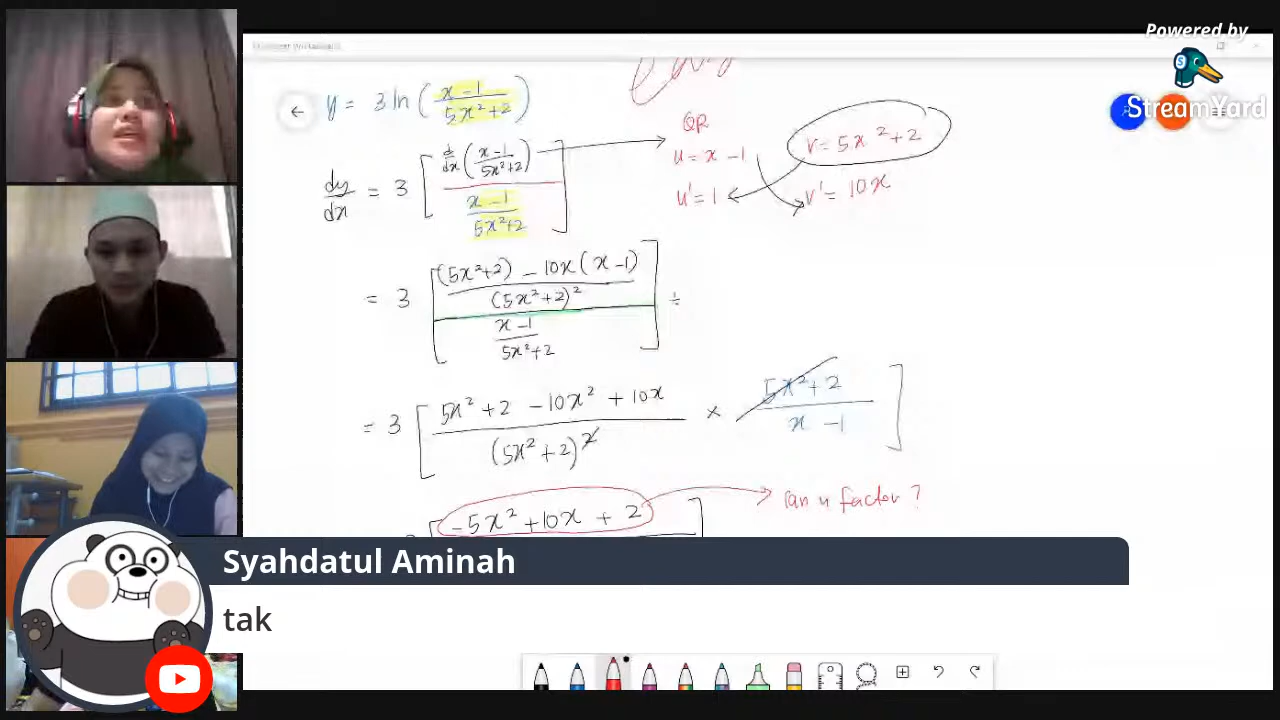 Powered by
StreamYard
y = 3 ln ( x - 1 / 5x² + 2 )
dy/dx = 3 [ d/dx ( x-1 / 5x²+2 ) / ( x - 1 / 5x²+2 ) ]
QR
u = x - 1
v = 5x² + 2
u' = 1
v' = 10x
= 3 [ (5x²+2) - 10x ( x - 1 ) / (5x² + 2)² / ( x - 1 / 5x² + 2 ) ] ÷
= 3 [ 5x² + 2 - 10x² + 10x / (5x² + 2)² × 5x² + 2 / x - 1 ]
-5x² + 10x + 2
can u factor ?
Syahdatul Aminah
tak